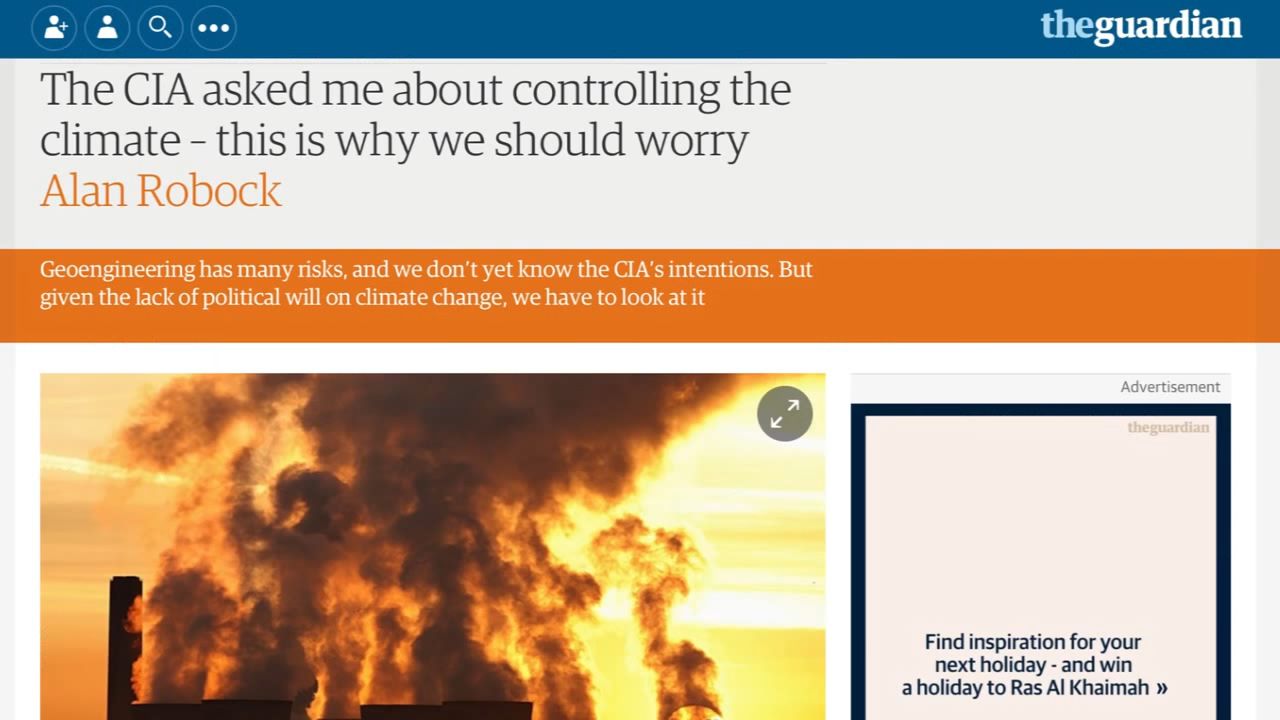 theguardian
The CIA asked me about controlling the
climate – this is why we should worry
Alan Robock
Geoengineering has many risks, and we don’t yet know the CIA’s intentions. But
given the lack of political will on climate change, we have to look at it
Advertisement
theguardian
Find inspiration for your
next holiday - and win
a holiday to Ras Al Khaimah »